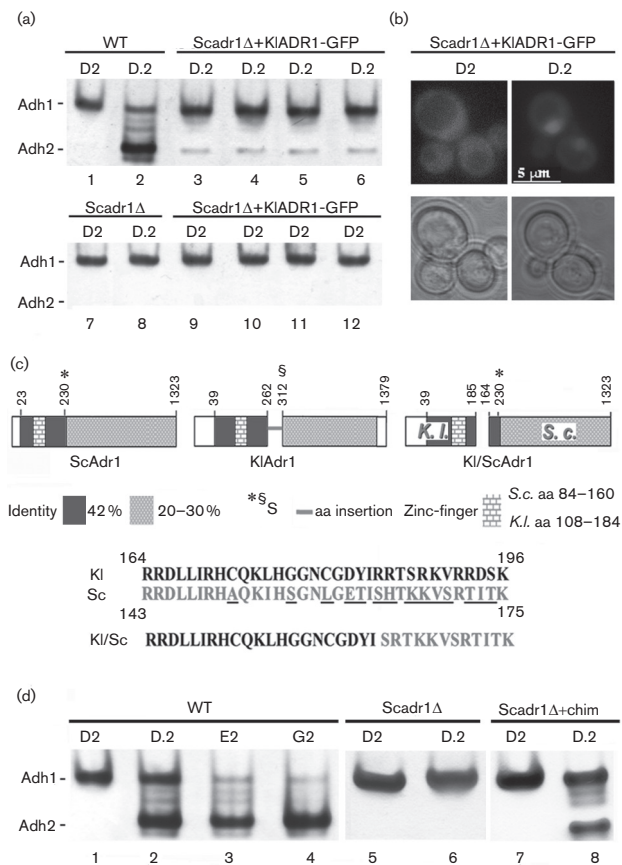 (a)
WT Scadr1Δ+KlADR1-GFP
D2 D.2 D.2 D.2 D.2 D.2
Adh1
Adh2
1 2 3 4 5 6
Scadr1Δ Scadr1Δ+KlADR1-GFP
D2 D.2 D2 D2 D2 D2
Adh1
Adh2
7 8 9 10 11 12
(b)
Scadr1Δ+KlADR1-GFP
D2 D.2
5 μm
(c)
23 230 * 1323 39 262 312 § 1379 39 185 164 230 * 1323
K. l. S. c.
ScAdr1 KlAdr1 Kl/ScAdr1
Identity 42 % 20–30 % *§S aa insertion Zinc-finger S.c. aa 84–160
K.l. aa 108–184
164 196
Kl RRDLLIRHCQKLHGGNCGDYIRRTSRKVRRDSK
Sc RRDLLIRHAQKIHSGNLGETISHTKKVSRTITK
143 175
Kl/Sc RRDLLIRHCQKLHGGNCGDYI SRTKKVSRTITK
(d)
WT Scadr1Δ Scadr1Δ+chim
D2 D.2 E2 G2 D2 D.2 D2 D.2
Adh1
Adh2
1 2 3 4 5 6 7 8